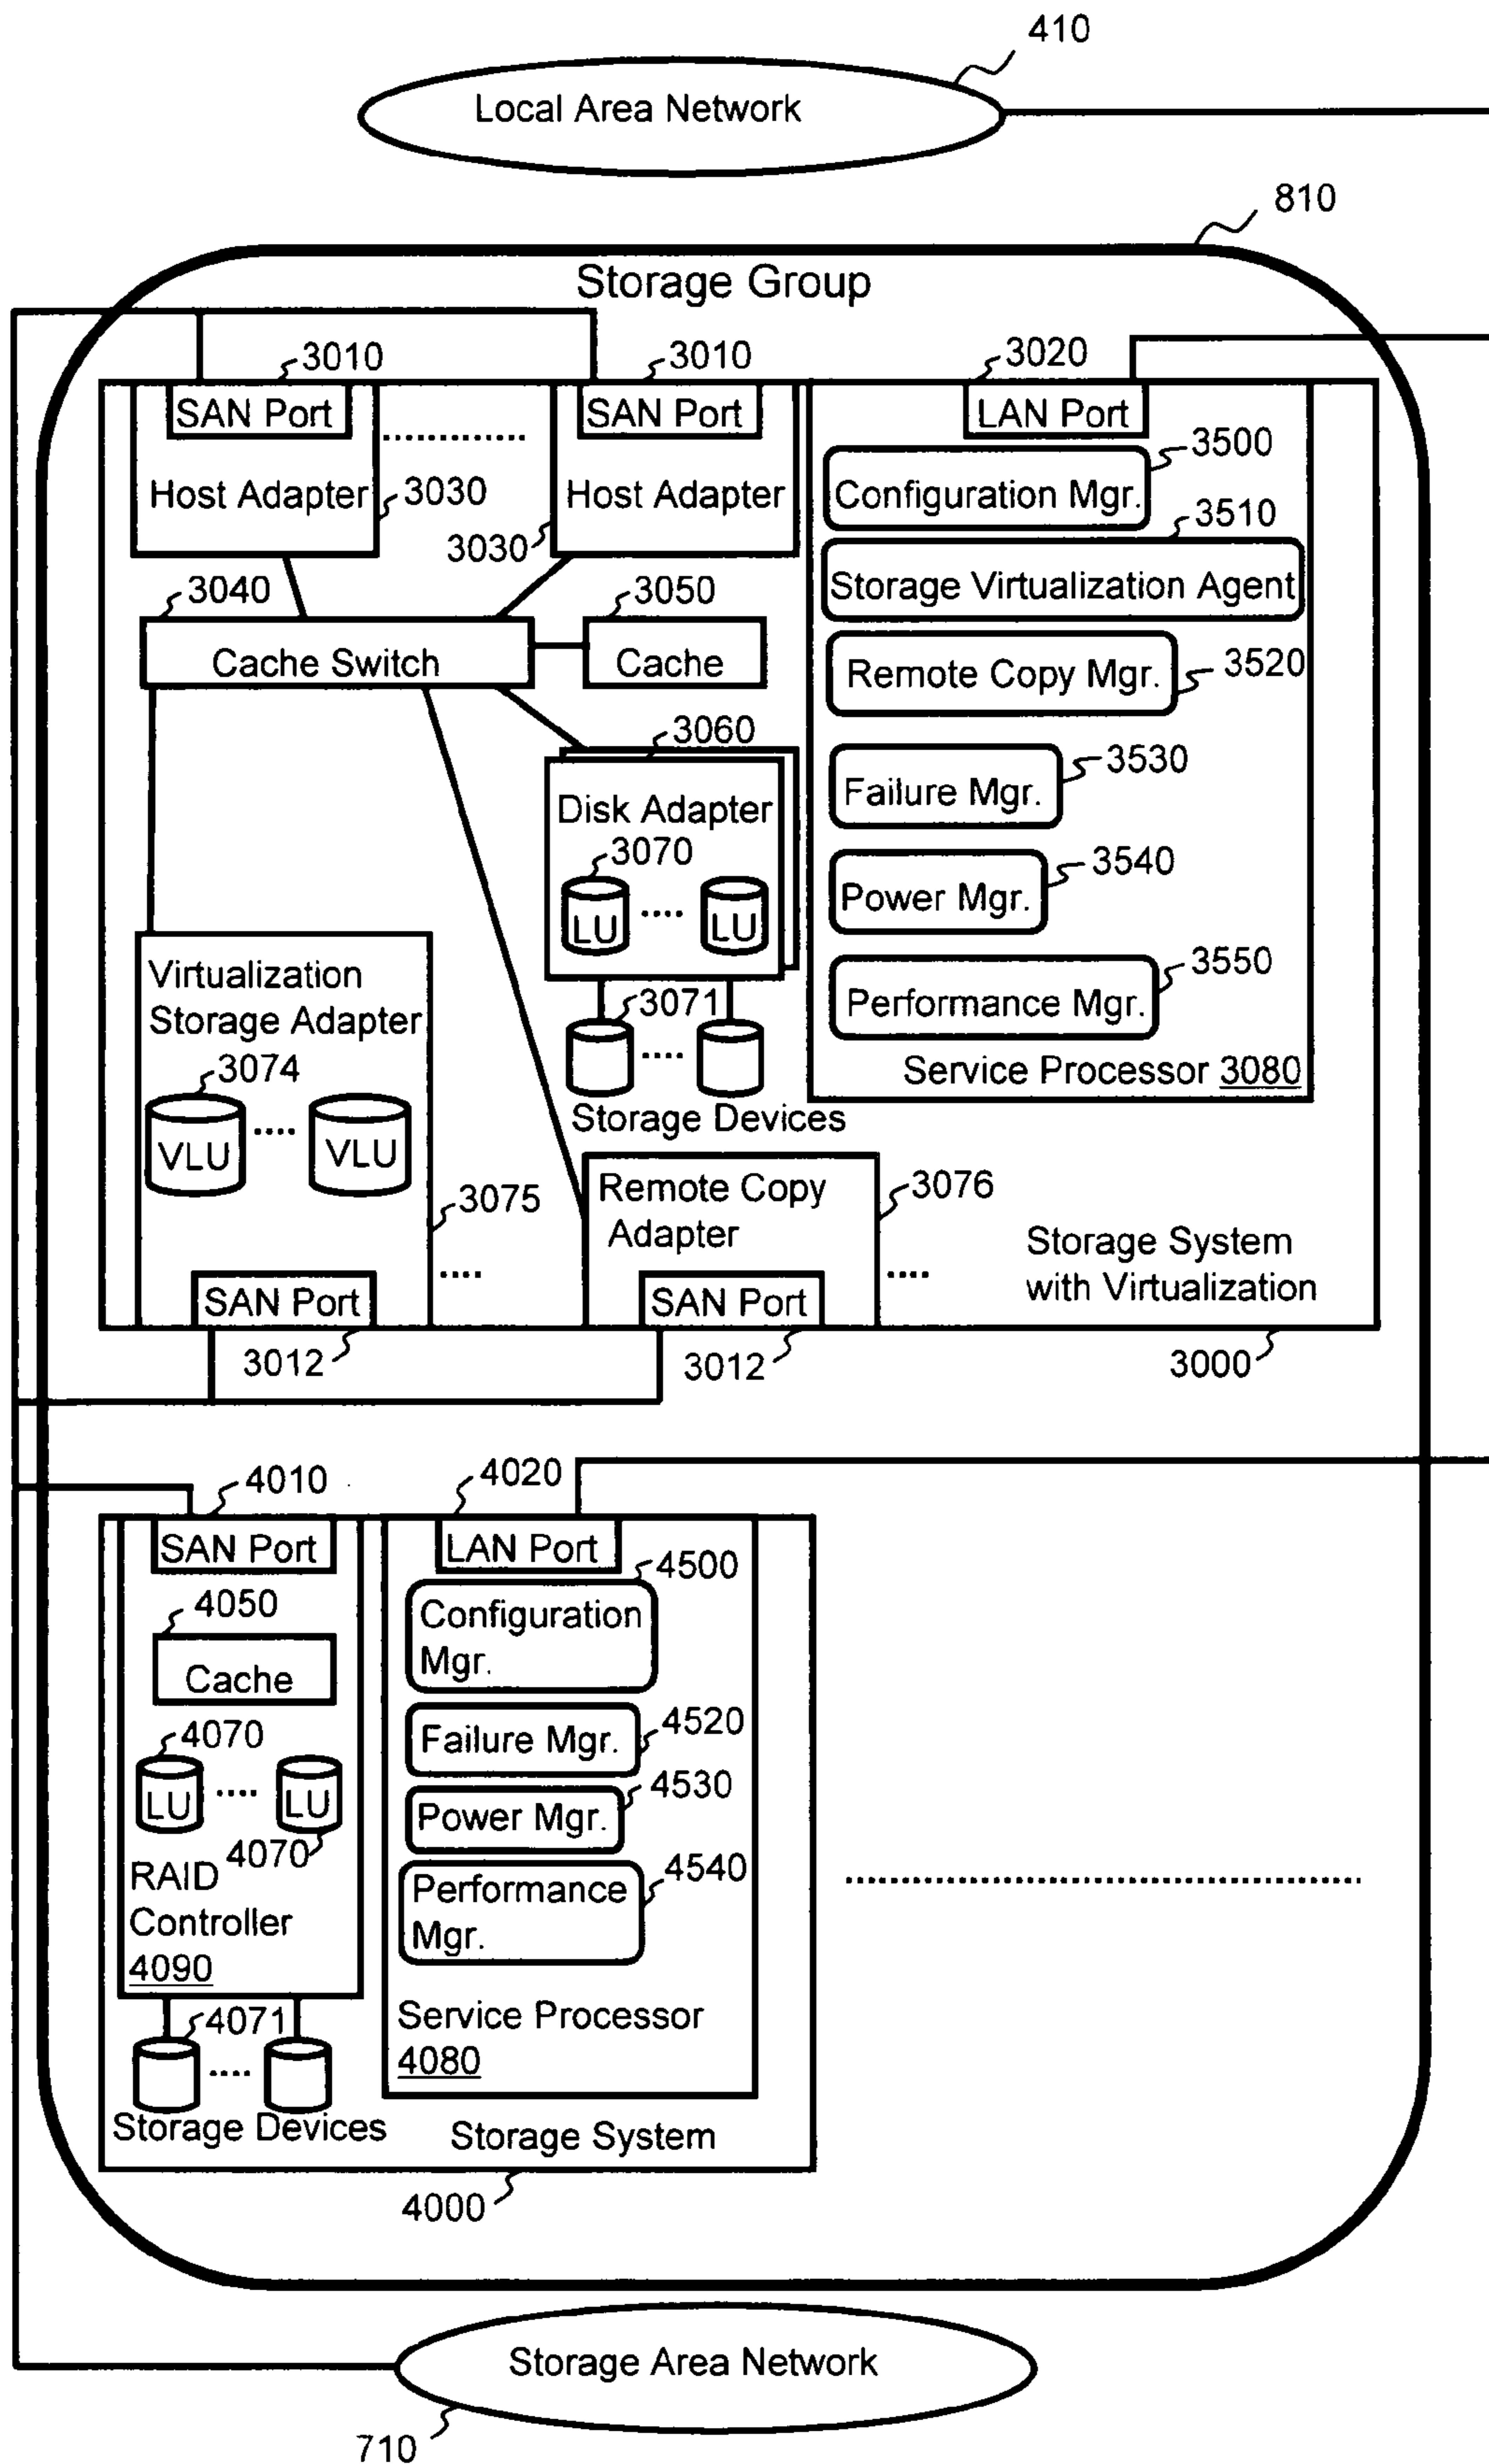 410
Local Area Network
810
Storage Group
3010
3010
3020
SAN Port
SAN Port
LAN Port
Host Adapter
3030
Host Adapter
3030
3500
Configuration Mgr.
3510
Storage Virtualization Agent
3040
3050
Cache Switch
Cache
Remote Copy Mgr.
3520
3060
Disk Adapter
3070
LU
LU
Failure Mgr.
3530
3540
Power Mgr.
3550
Performance Mgr.
Service Processor 3080
Virtualization
Storage Adapter
3074
VLU
VLU
3071
Storage Devices
3075
Remote Copy
Adapter
3076
Storage System
with Virtualization
SAN Port
SAN Port
3012
3012
3000
4010
4020
SAN Port
LAN Port
4050
Cache
4070
LU
LU
4070
RAID
Controller
4090
4071
Storage Devices
4500
Configuration
Mgr.
Failure Mgr.
4520
4530
Power Mgr.
4540
Performance
Mgr.
Service Processor
4080
Storage System
4000
Storage Area Network
710